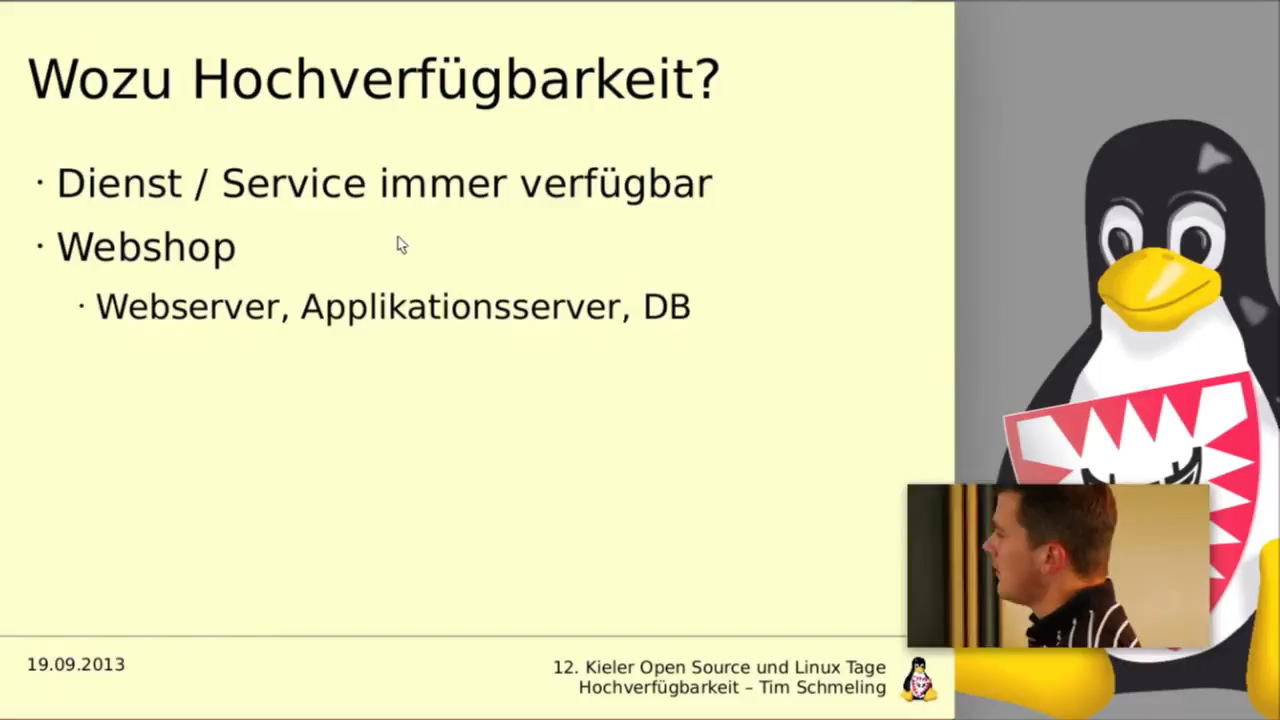 Wozu Hochverfügbarkeit?
· Dienst / Service immer verfügbar
· Webshop
· Webserver, Applikationsserver, DB
19.09.2013
12. Kieler Open Source und Linux Tage
Hochverfügbarkeit – Tim Schmeling